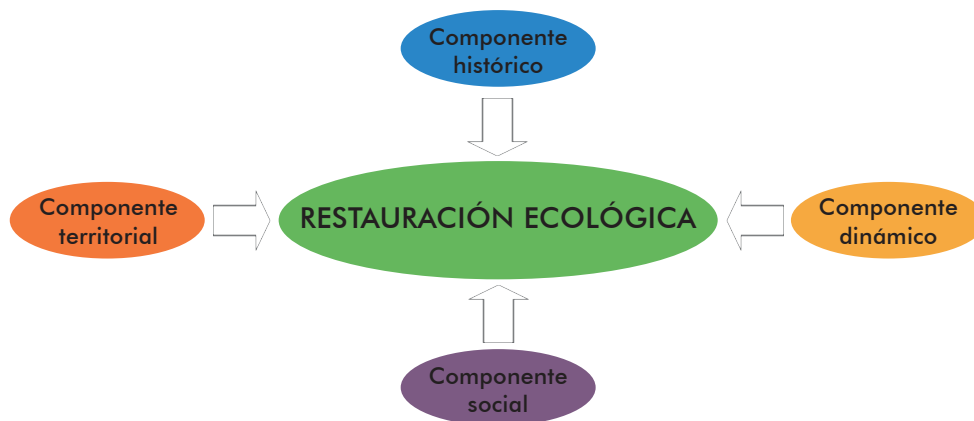 Componente
histórico
Componente
territorial
RESTAURACIÓN ECOLÓGICA
Componente
dinámico
Componente
social